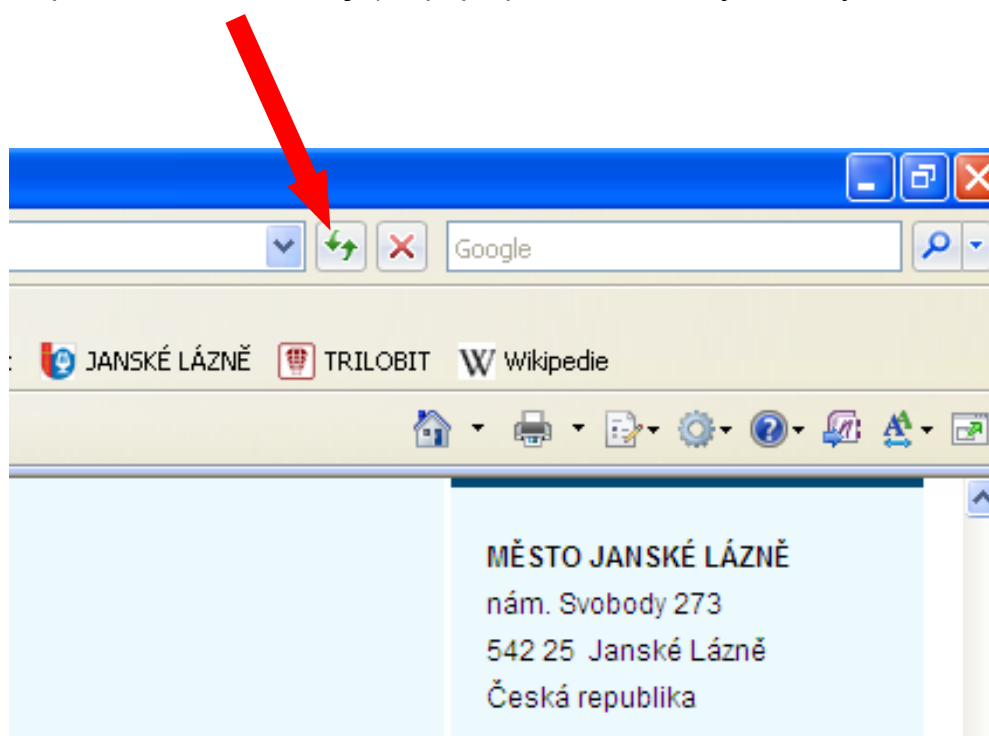 Google
JANSKÉ LÁZNĚ TRILOBIT Wikipedie
MĚSTO JANSKÉ LÁZNĚ
nám. Svobody 273
542 25 Janské Lázně
Česká republika